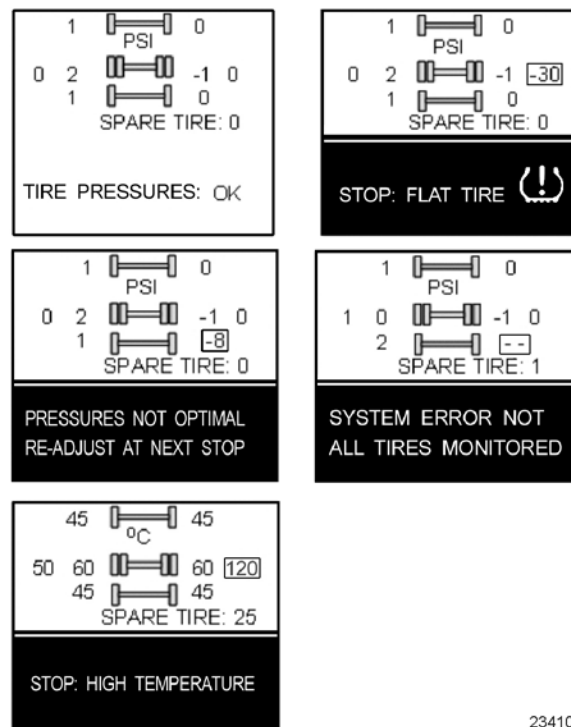 1 0
PSI
0 2 -1 0
1 0
SPARE TIRE: 0
TIRE PRESSURES: OK
1 0
PSI
0 2 -1 -30
1 0
SPARE TIRE: 0
STOP: FLAT TIRE (!)
1 0
PSI
0 2 -1 0
1 -8
SPARE TIRE: 0
PRESSURES NOT OPTIMAL
RE-ADJUST AT NEXT STOP
1 0
PSI
1 0 -1 0
2 --
SPARE TIRE: 1
SYSTEM ERROR NOT
ALL TIRES MONITORED
45 45
ºC
50 60 60 120
45 45
SPARE TIRE: 25
STOP: HIGH TEMPERATURE
23410